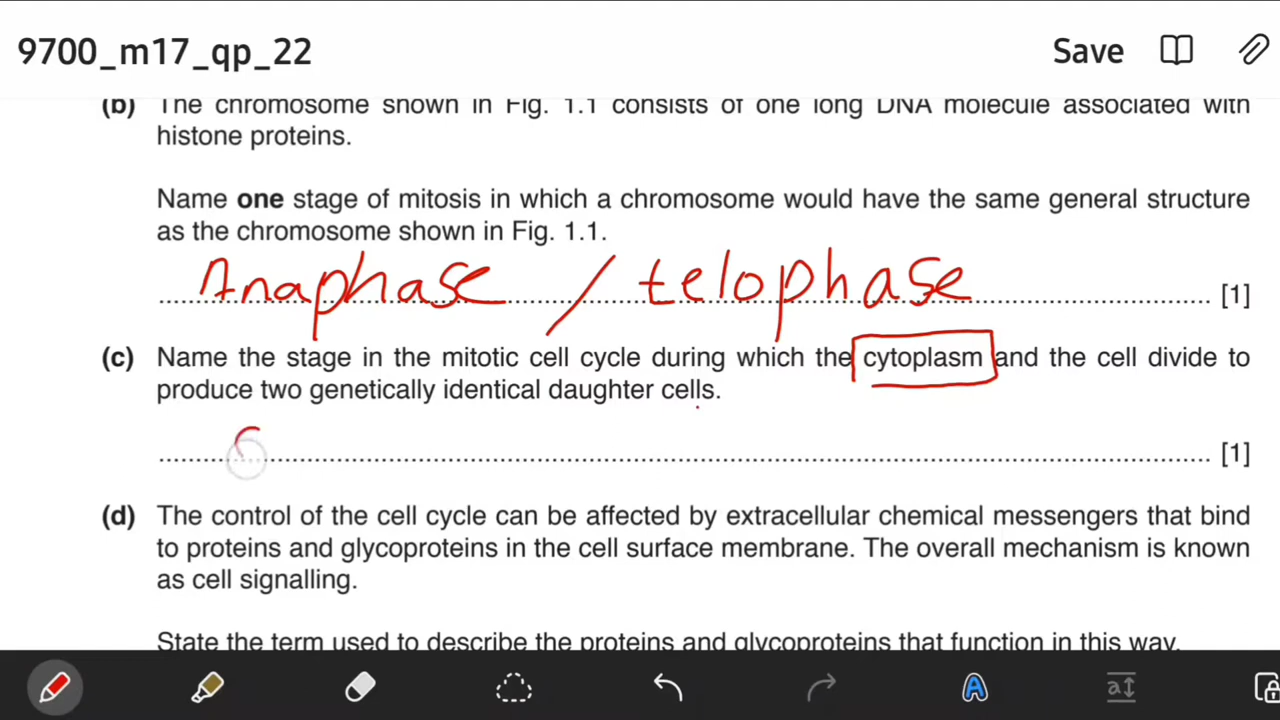 9700_m17_qp_22
Save
(b) The chromosome shown in Fig. 1.1 consists of one long DNA molecule associated with
histone proteins.
Name one stage of mitosis in which a chromosome would have the same general structure
as the chromosome shown in Fig. 1.1.
Anaphase / telophase
.......... [1]
(c) Name the stage in the mitotic cell cycle during which the cytoplasm and the cell divide to
produce two genetically identical daughter cells.
.......... [1]
(d) The control of the cell cycle can be affected by extracellular chemical messengers that bind
to proteins and glycoproteins in the cell surface membrane. The overall mechanism is known
as cell signalling.
State the term used to describe the proteins and glycoproteins that function in this way.
A a